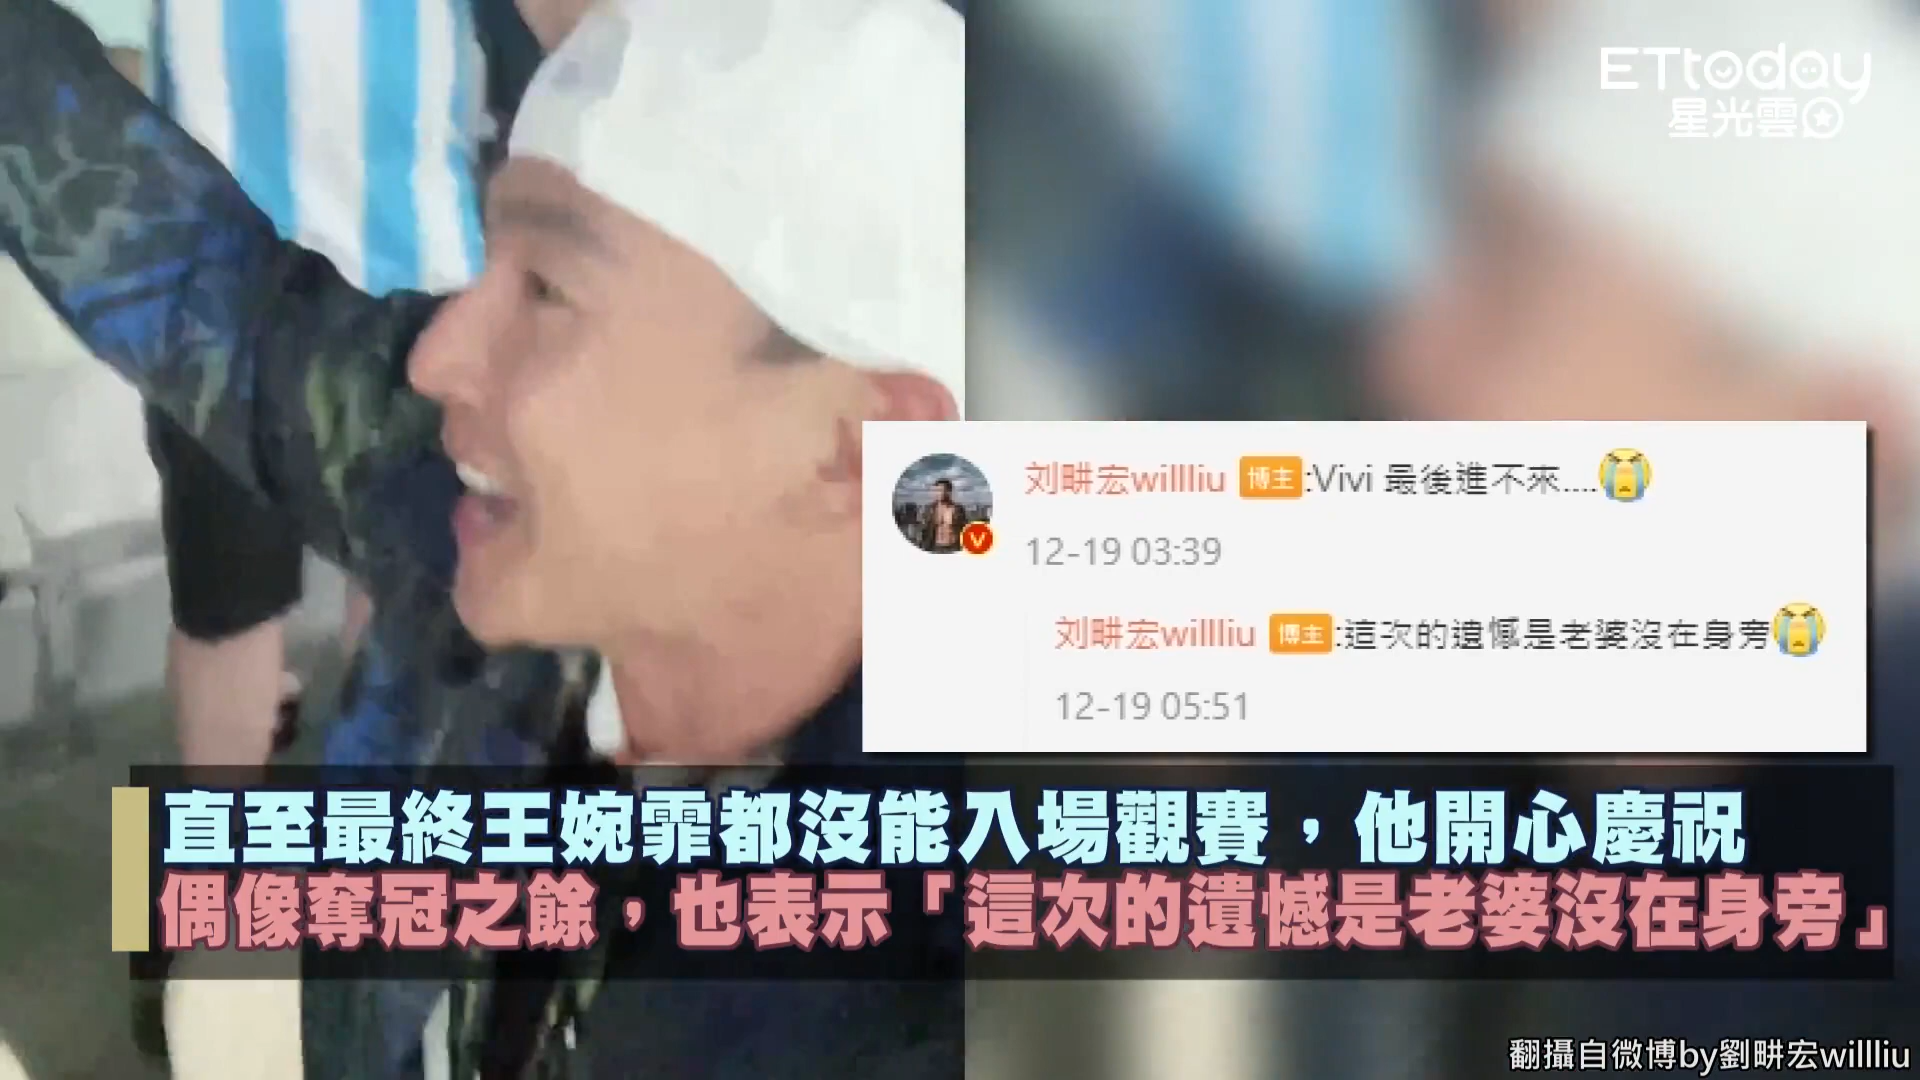 ETtoday
星光雲
刘畊宏willliu 博主:Vivi 最後進不來....
12-19 03:39
刘畊宏willliu 博主:這次的遺憾是老婆沒在身旁
12-19 05:51
直至最終王婉霏都沒能入場觀賽，他開心慶祝
偶像奪冠之餘，也表示「這次的遺憾是老婆沒在身旁」
翻攝自微博by劉畊宏willliu